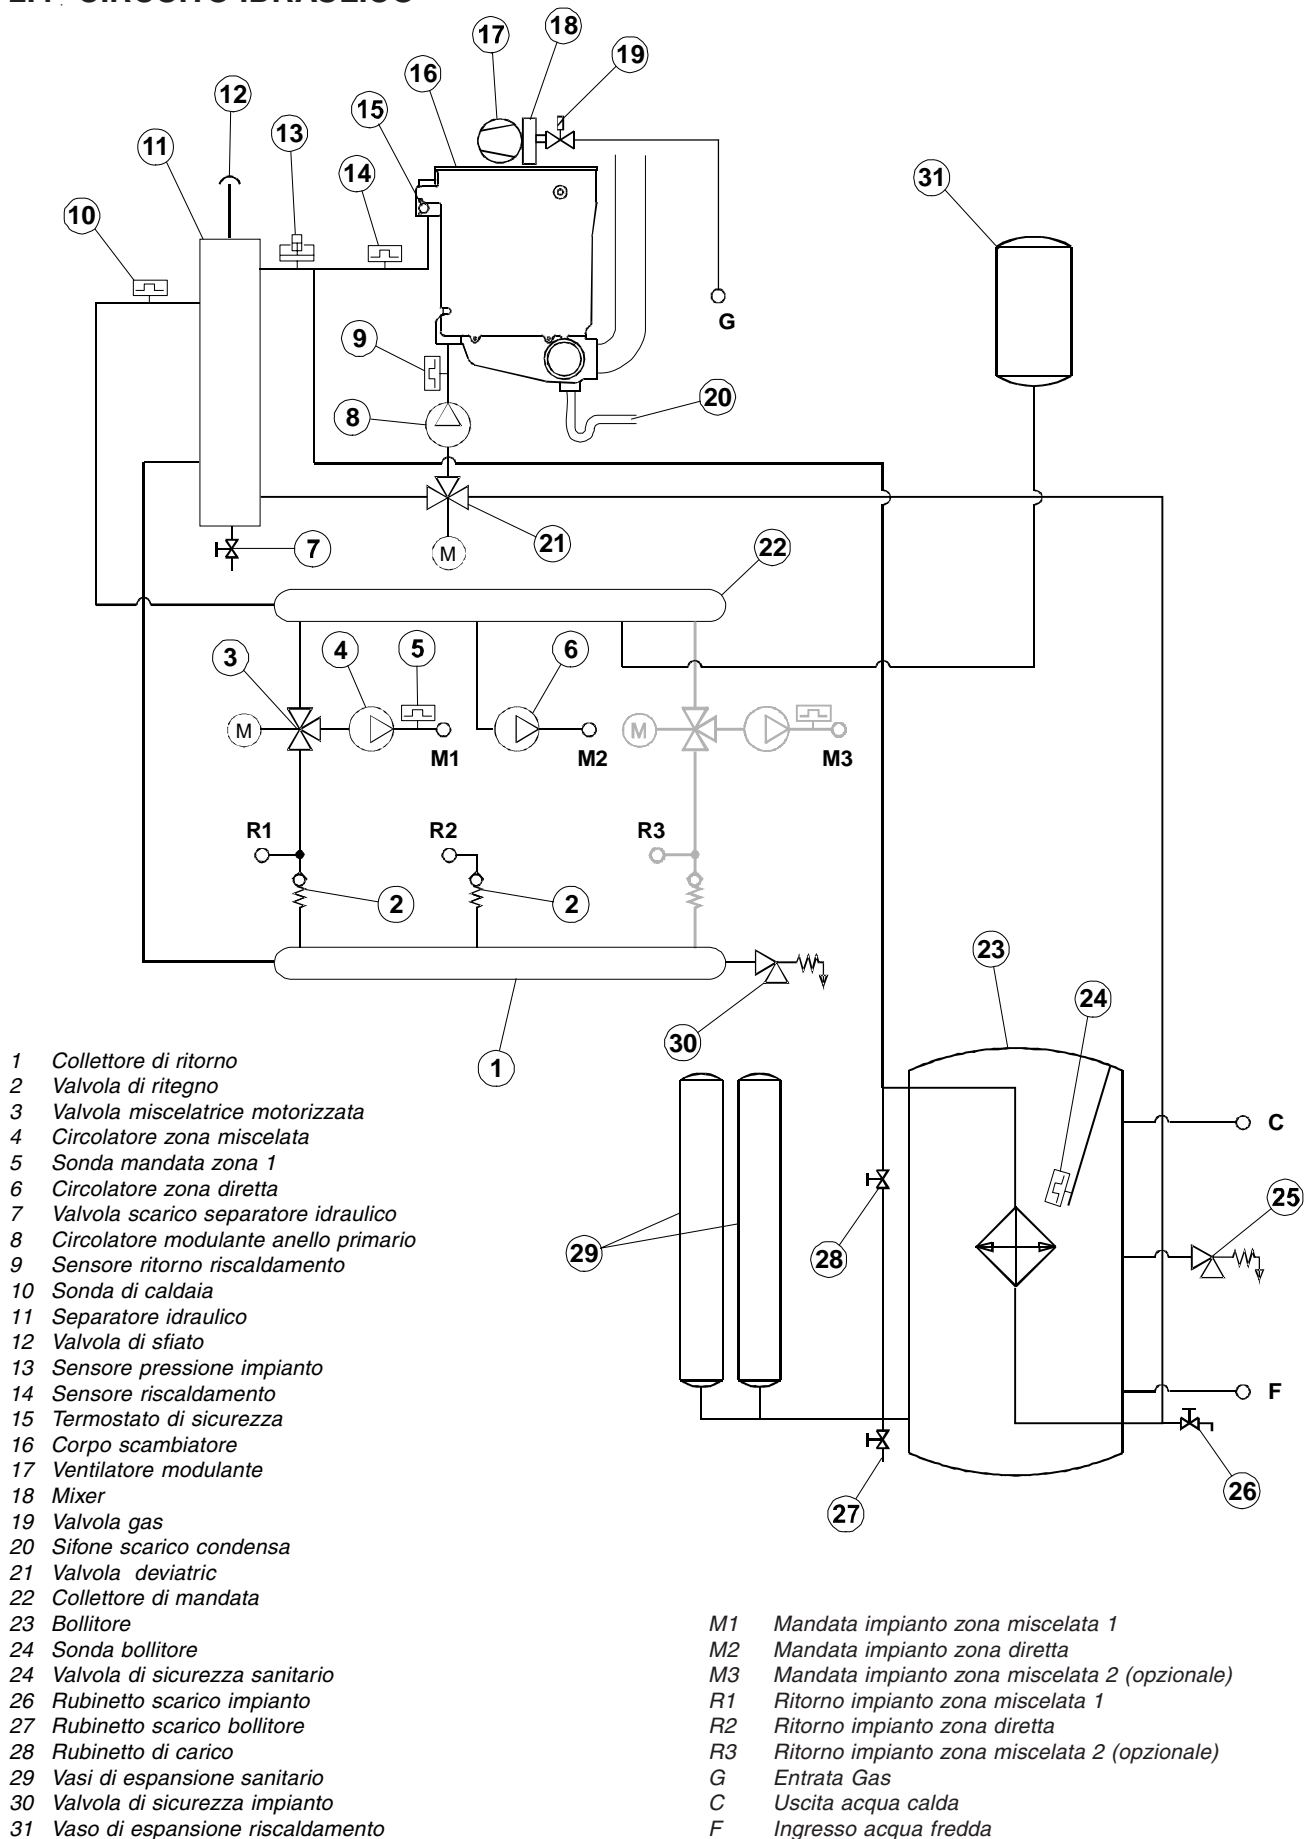 12
17
18
19
16
15
13
11
14
10
31
G
9
8
20
7
M
21
22
3
4
5
6
M
M1
M2
M
M3
R1
R2
R3
2
2
23
24
30
1
C
25
29
28
F
27
26
1 Collettore di ritorno
2 Valvola di ritegno
3 Valvola miscelatrice motorizzata
4 Circolatore zona miscelata
5 Sonda mandata zona 1
6 Circolatore zona diretta
7 Valvola scarico separatore idraulico
8 Circolatore modulante anello primario
9 Sensore ritorno riscaldamento
10 Sonda di caldaia
11 Separatore idraulico
12 Valvola di sfiato
13 Sensore pressione impianto
14 Sensore riscaldamento
15 Termostato di sicurezza
16 Corpo scambiatore
17 Ventilatore modulante
18 Mixer
19 Valvola gas
20 Sifone scarico condensa
21 Valvola deviatric
22 Collettore di mandata
23 Bollitore
24 Sonda bollitore
24 Valvola di sicurezza sanitario
26 Rubinetto scarico impianto
27 Rubinetto scarico bollitore
28 Rubinetto di carico
29 Vasi di espansione sanitario
30 Valvola di sicurezza impianto
31 Vaso di espansione riscaldamento
M1 Mandata impianto zona miscelata 1
M2 Mandata impianto zona diretta
M3 Mandata impianto zona miscelata 2 (opzionale)
R1 Ritorno impianto zona miscelata 1
R2 Ritorno impianto zona diretta
R3 Ritorno impianto zona miscelata 2 (opzionale)
G Entrata Gas
C Uscita acqua calda
F Ingresso acqua fredda